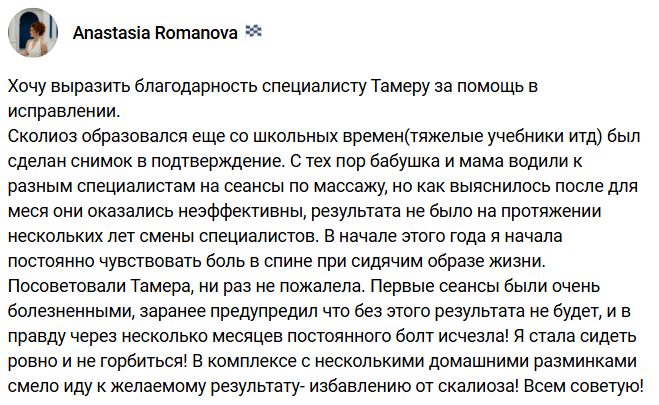 Anastasia Romanova
Хочу выразить благодарность специалисту Тамеру за помощь в
исправлении.
Сколиоз образовался еще со школьных времен(тяжелые учебники итд) был
сделан снимок в подтверждение. С тех пор бабушка и мама водили к
разным специалистам на сеансы по массажу, но как выяснилось после для
меся они оказались неэффективны, результата не было на протяжении
нескольких лет смены специалистов. В начале этого года я начала
постоянно чувствовать боль в спине при сидячим образе жизни.
Посоветовали Тамера, ни раз не пожалела. Первые сеансы были очень
болезненными, заранее предупредил что без этого результата не будет, и в
правду через несколько месяцев постоянного болт исчезла! Я стала сидеть
ровно и не горбиться! В комплексе с несколькими домашними разминками
смело иду к желаемому результату- избавлению от скалиоза! Всем советую!